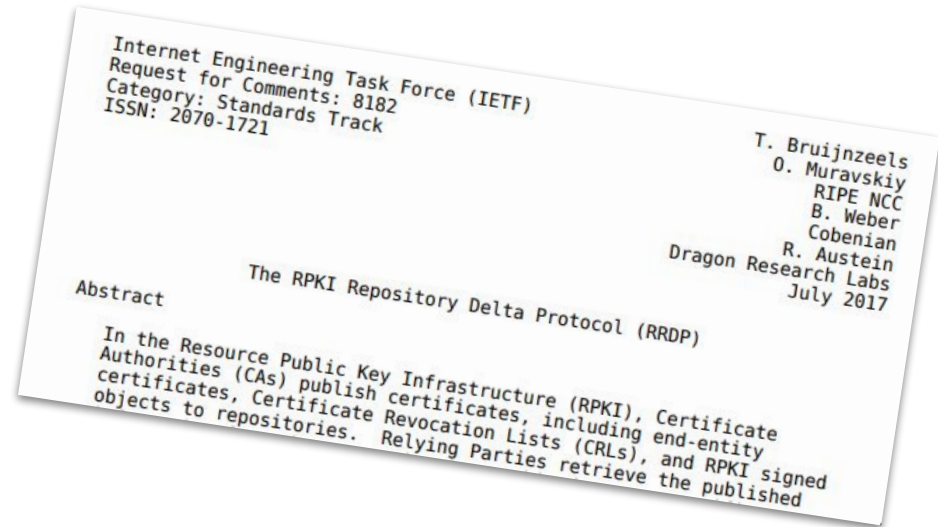 Internet Engineering Task Force (IETF)
Request for Comments: 8182
Category: Standards Track
ISSN: 2070-1721
T. Bruijnzeels
O. Muravskiy
RIPE NCC
B. Weber
Cobenian
R. Austein
Dragon Research Labs
July 2017
The RPKI Repository Delta Protocol (RRDP)
Abstract
In the Resource Public Key Infrastructure (RPKI), Certificate
Authorities (CAs) publish certificates, including end-entity
certificates, Certificate Revocation Lists (CRLs), and RPKI signed
objects to repositories. Relying Parties retrieve the published